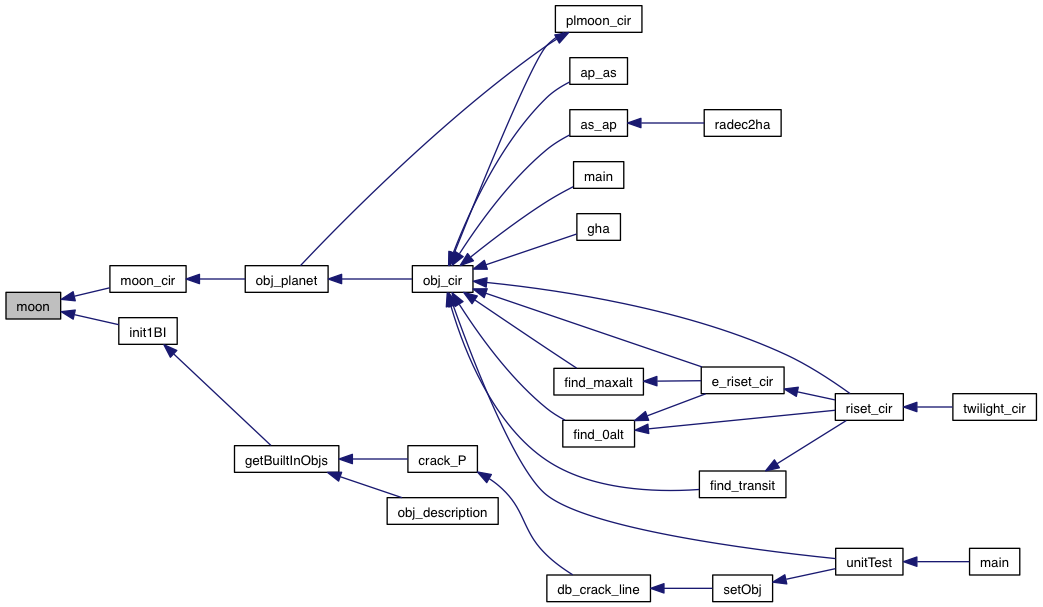 plmoon_cir
ap_as
as_ap
radec2ha
main
gha
moon_cir
obj_planet
obj_cir
moon
init1BI
find_maxalt
e_riset_cir
riset_cir
twilight_cir
find_0alt
getBuiltInObjs
crack_P
find_transit
obj_description
unitTest
main
db_crack_line
setObj